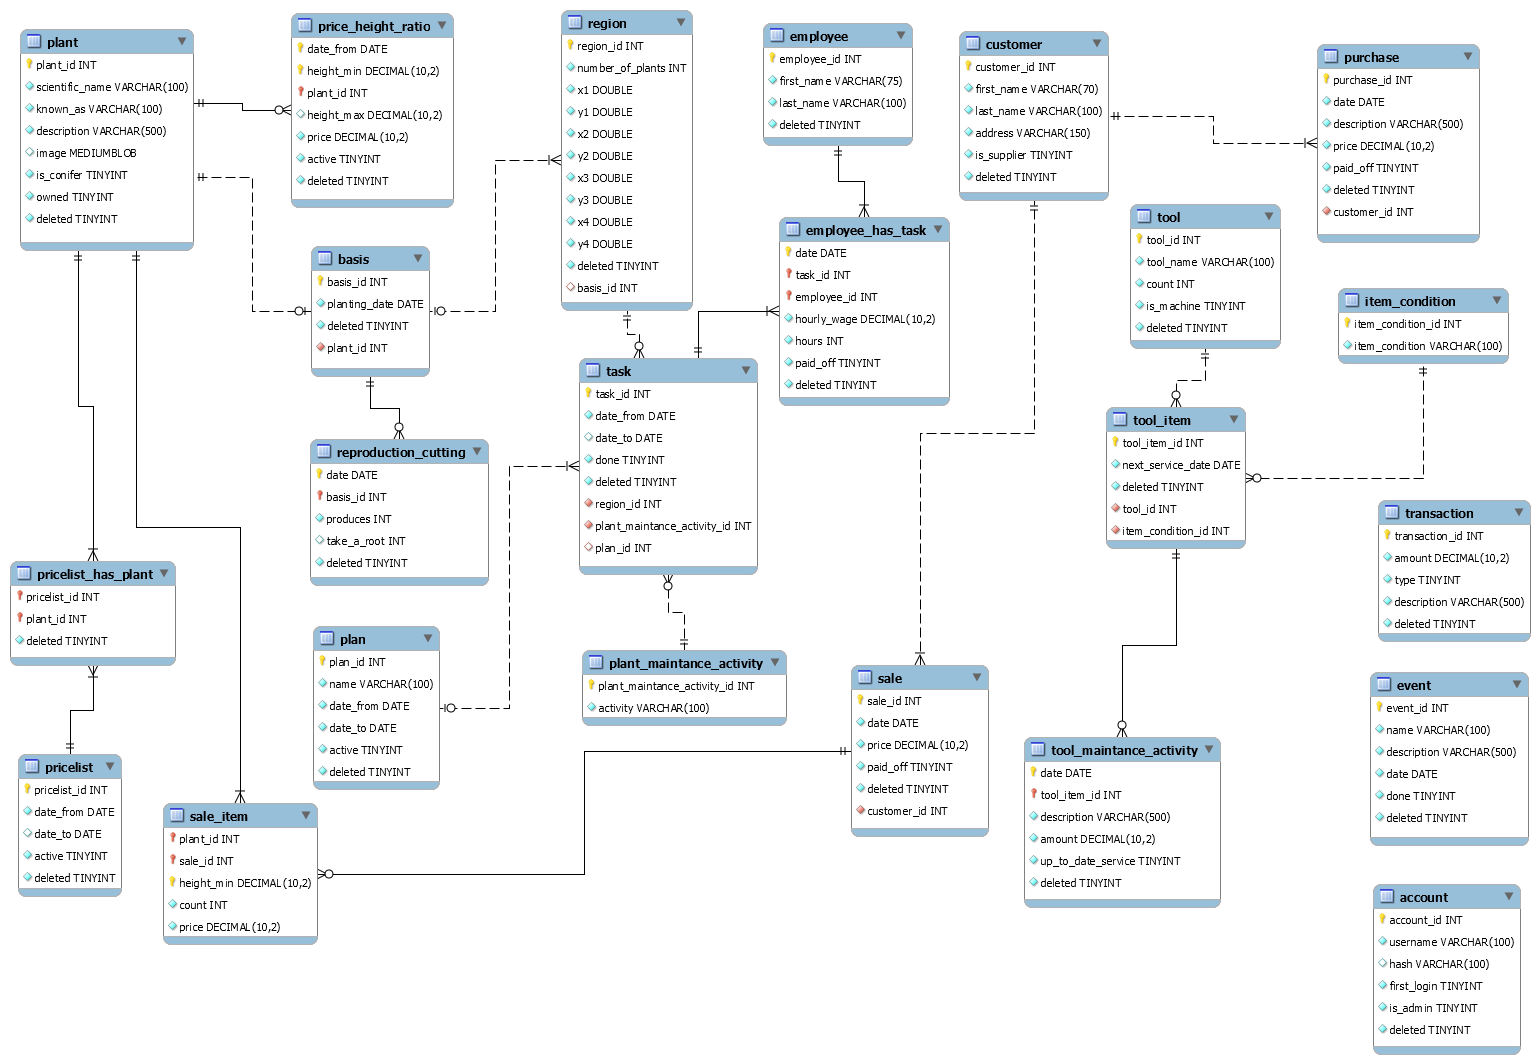 plant
plant_id INT
scientific_name VARCHAR(100)
known_as VARCHAR(100)
description VARCHAR(500)
image MEDIUMBLOB
is_conifer TINYINT
owned TINYINT
deleted TINYINT
price_height_ratio
date_from DATE
height_min DECIMAL(10,2)
plant_id INT
height_max DECIMAL(10,2)
price DECIMAL(10,2)
active TINYINT
deleted TINYINT
region
region_id INT
number_of_plants INT
x1 DOUBLE
y1 DOUBLE
x2 DOUBLE
y2 DOUBLE
x3 DOUBLE
y3 DOUBLE
x4 DOUBLE
y4 DOUBLE
deleted TINYINT
basis_id INT
employee
employee_id INT
first_name VARCHAR(75)
last_name VARCHAR(100)
deleted TINYINT
customer
customer_id INT
first_name VARCHAR(70)
last_name VARCHAR(100)
address VARCHAR(150)
is_supplier TINYINT
deleted TINYINT
purchase
purchase_id INT
date DATE
description VARCHAR(500)
price DECIMAL(10,2)
paid_off TINYINT
deleted TINYINT
customer_id INT
basis
basis_id INT
planting_date DATE
deleted TINYINT
plant_id INT
employee_has_task
date DATE
task_id INT
employee_id INT
hourly_wage DECIMAL(10,2)
hours INT
paid_off TINYINT
deleted TINYINT
tool
tool_id INT
tool_name VARCHAR(100)
count INT
is_machine TINYINT
deleted TINYINT
item_condition
item_condition_id INT
item_condition VARCHAR(100)
task
task_id INT
date_from DATE
date_to DATE
done TINYINT
deleted TINYINT
region_id INT
plant_maintance_activity_id INT
plan_id INT
reproduction_cutting
date DATE
basis_id INT
produces INT
take_a_root INT
deleted TINYINT
tool_item
tool_item_id INT
next_service_date DATE
deleted TINYINT
tool_id INT
item_condition_id INT
transaction
transaction_id INT
amount DECIMAL(10,2)
type TINYINT
description VARCHAR(500)
deleted TINYINT
pricelist_has_plant
pricelist_id INT
plant_id INT
deleted TINYINT
plan
plan_id INT
name VARCHAR(100)
date_from DATE
date_to DATE
active TINYINT
deleted TINYINT
plant_maintance_activity
plant_maintance_activity_id INT
activity VARCHAR(100)
sale
sale_id INT
date DATE
price DECIMAL(10,2)
paid_off TINYINT
deleted TINYINT
customer_id INT
event
event_id INT
name VARCHAR(100)
description VARCHAR(500)
date DATE
done TINYINT
deleted TINYINT
pricelist
pricelist_id INT
date_from DATE
date_to DATE
active TINYINT
deleted TINYINT
sale_item
plant_id INT
sale_id INT
height_min DECIMAL(10,2)
count INT
price DECIMAL(10,2)
tool_maintance_activity
date DATE
tool_item_id INT
description VARCHAR(500)
amount DECIMAL(10,2)
up_to_date_service TINYINT
deleted TINYINT
account
account_id INT
username VARCHAR(100)
hash VARCHAR(100)
first_login TINYINT
is_admin TINYINT
deleted TINYINT